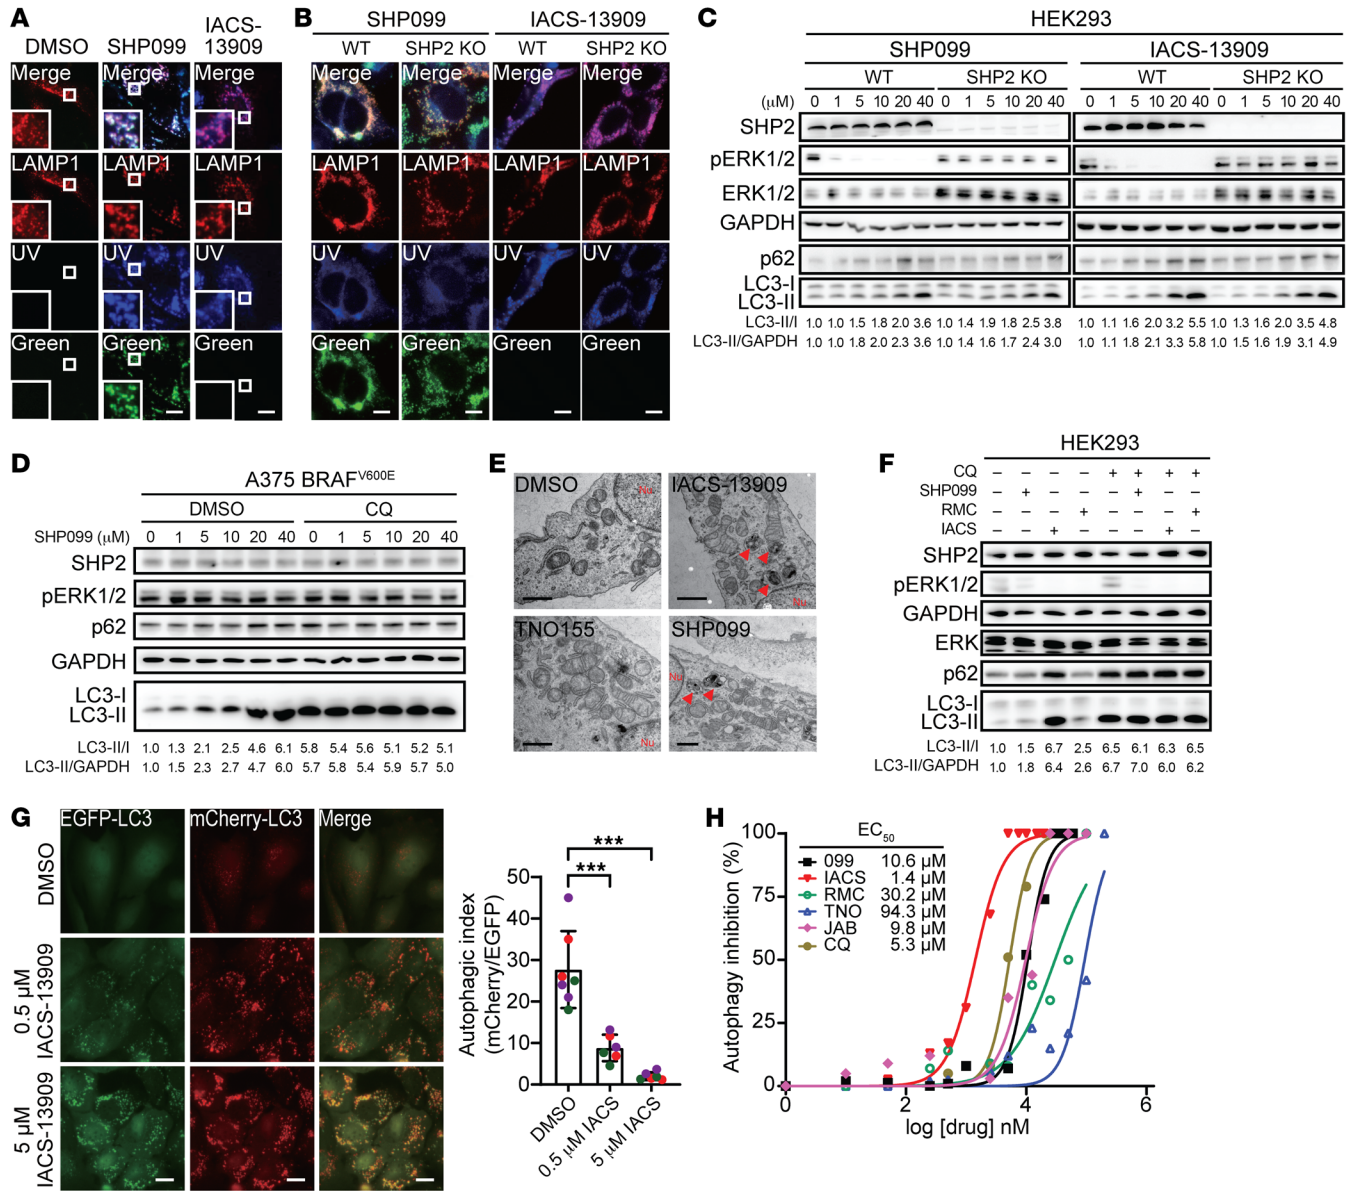 A
DMSO SHP099 IACS-
13909
Merge Merge Merge
LAMP1 LAMP1 LAMP1
UV UV UV
Green Green Green
B
SHP099 IACS-13909
WT SHP2 KO WT SHP2 KO
Merge Merge Merge Merge
LAMP1 LAMP1 LAMP1 LAMP1
UV UV UV UV
Green Green Green Green
C
HEK293
SHP099 IACS-13909
WT SHP2 KO WT SHP2 KO
(μM) 0 1 5 10 20 40 0 1 5 10 20 40 0 1 5 10 20 40 0 1 5 10 20 40
SHP2
pERK1/2
ERK1/2
GAPDH
p62
LC3-I
LC3-II
LC3-II/I 1.0 1.0 1.5 1.8 2.0 3.6 1.0 1.4 1.9 1.8 2.5 3.8 1.0 1.1 1.6 2.0 3.2 5.5 1.0 1.3 1.6 2.0 3.5 4.8
LC3-II/GAPDH 1.0 1.0 1.8 2.0 2.3 3.6 1.0 1.4 1.6 1.7 2.4 3.0 1.0 1.1 1.8 2.1 3.3 5.8 1.0 1.5 1.6 1.9 3.1 4.9
D
A375 BRAFV600E
DMSO CQ
SHP099 (μM) 0 1 5 10 20 40 0 1 5 10 20 40
SHP2
pERK1/2
p62
GAPDH
LC3-I
LC3-II
LC3-II/I 1.0 1.3 2.1 2.5 4.6 6.1 5.8 5.4 5.6 5.1 5.2 5.1
LC3-II/GAPDH 1.0 1.5 2.3 2.7 4.7 6.0 5.7 5.8 5.4 5.9 5.7 5.0
E
DMSO IACS-13909
Nu
Nu
TNO155 SHP099
Nu
Nu
F
HEK293
CQ – – – – + + + +
SHP099 – + – – – + – –
RMC – – – + – – – +
IACS – – + – – – + –
SHP2
pERK1/2
GAPDH
ERK
p62
LC3-I
LC3-II
LC3-II/I 1.0 1.5 6.7 2.5 6.5 6.1 6.3 6.5
LC3-II/GAPDH 1.0 1.8 6.4 2.6 6.7 7.0 6.0 6.2
G
EGFP-LC3 mCherry-LC3 Merge
DMSO
0.5 μM
IACS-13909
5 μM
IACS-13909
Autophagic index
(mCherry/EGFP)
***
***
50
40
30
20
10
0
DMSO
0.5 μM IACS
5 μM IACS
H
Autophagy inhibition (%)
100
75
50
25
0
EC50
099 10.6 μM
IACS 1.4 μM
RMC 30.2 μM
TNO 94.3 μM
JAB 9.8 μM
CQ 5.3 μM
0 2 4 6
log [drug] nM